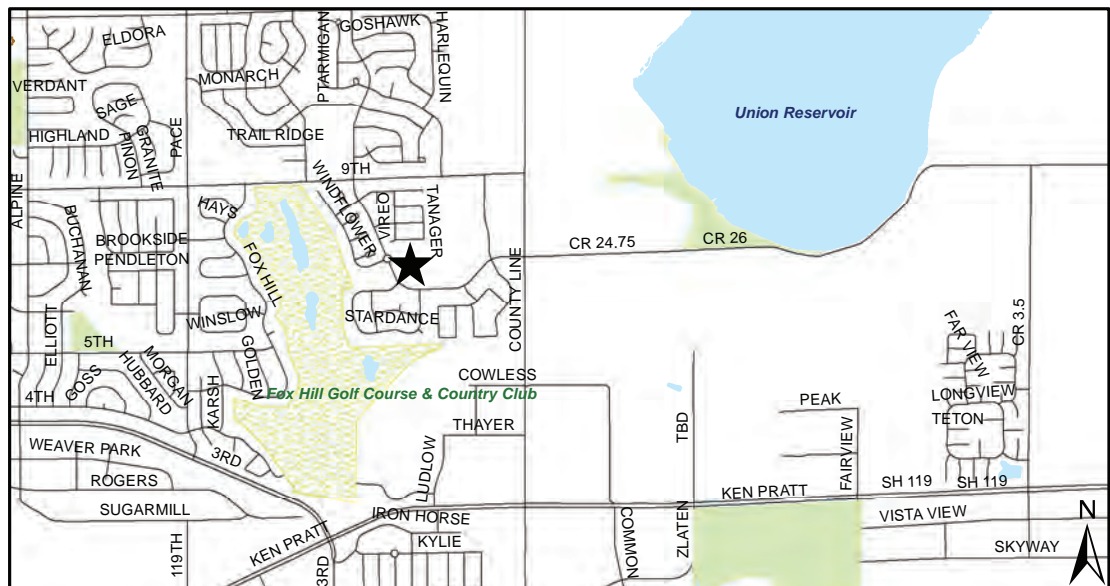 GOSHAWK
ELDORA
PTARMIGAN
HARLEQUIN
MONARCH
VERDANT
SAGE
Union Reservoir
HIGHLAND
GRANITE
PINON
PACE
TRAIL RIDGE
9TH
WINDFLOWER
VIREO
TANAGER
ALPINE
BUCHANAN
HAYS
BROOKSIDE
PENDLETON
FOX HILL
CR 24.75
CR 26
COUNTY LINE
WINSLOW
STARDANCE
5TH
ELLIOTT
GOLDEN
MORGAN
HUBBARD
GOSS
4TH
KARSH
Fox Hill Golf Course & Country Club
COWLESS
THAYER
FAR VIEW
CR 3.5
LONGVIEW
TETON
PEAK
FAIRVIEW
TBD
WEAVER PARK
3RD
LUDLOW
ROGERS
SUGARMILL
KEN PRATT
SH 119
SH 119
IRON HORSE
VISTA VIEW
N
KYLIE
KEN PRATT
119TH
3RD
COMMON
ZLATEN
SKYWAY